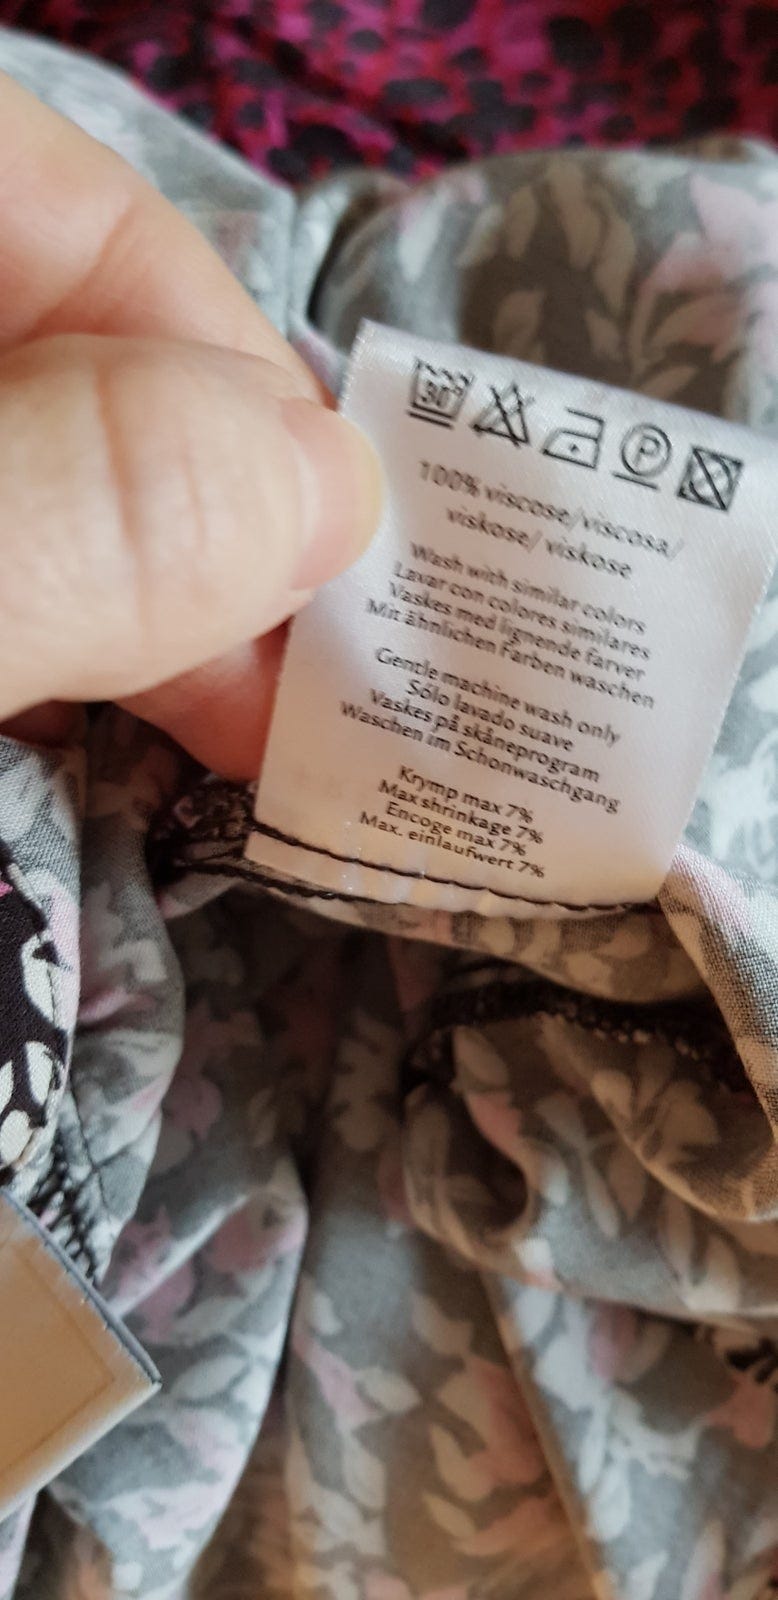 30°
P
100% viscose/viscosa/
viskose/ viskose
Wash with similar colors
Lavar con colores similares
Vaskes med lignende farver
Mit ähnlichen Farben waschen
Gentle machine wash only
Sólo lavado suave
Vaskes på skåneprogram
Waschen im Schonwaschgang
Krymp max 7%
Max shrinkage 7%
Encoge max 7%
Max. einlaufwert 7%